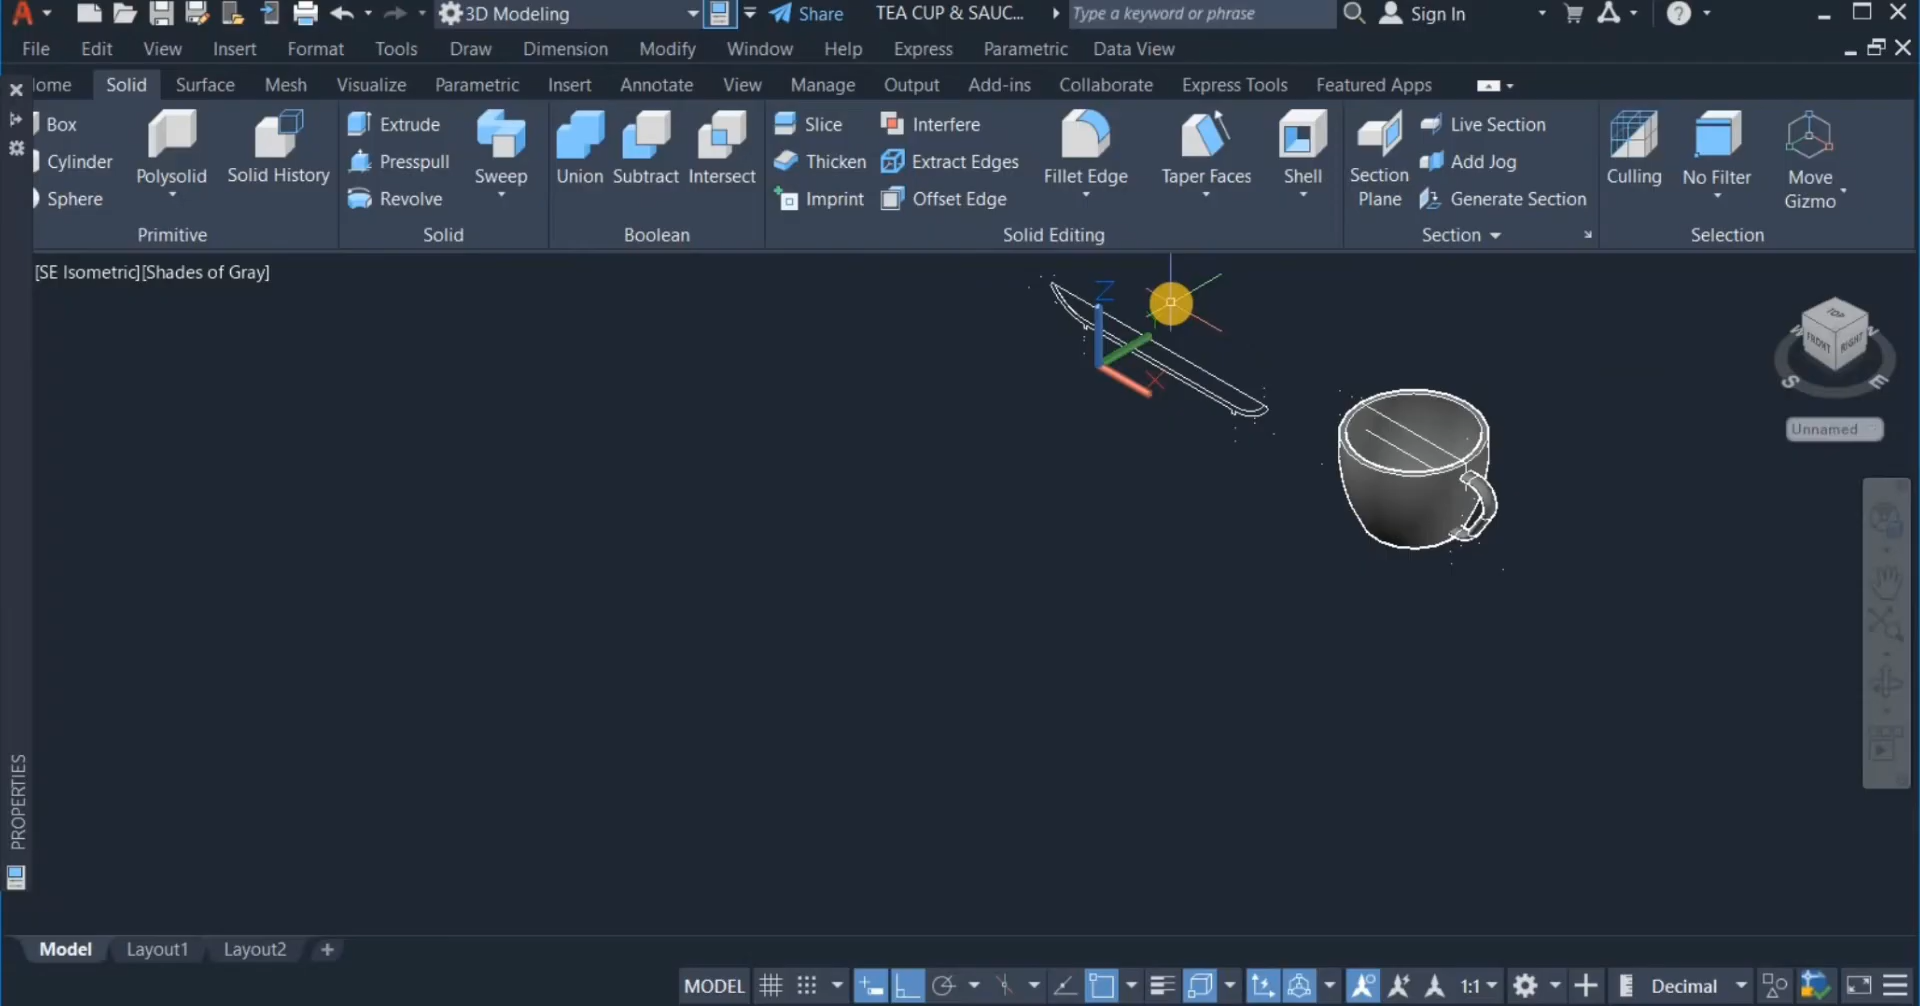 3D Modeling Share TEA CUP & SAUC... Type a keyword or phrase Sign In
File Edit View Insert Format Tools Draw Dimension Modify Window Help Express Parametric Data View
ome Solid Surface Mesh Visualize Parametric Insert Annotate View Manage Output Add-ins Collaborate Express Tools Featured Apps
Box Extrude Slice Interfere Live Section
Cylinder Presspull Thicken Extract Edges Add Jog
Polysolid Solid History Sweep Union Subtract Intersect Fillet Edge Taper Faces Shell Section Plane Culling No Filter Move Gizmo
Sphere Revolve Imprint Offset Edge Generate Section
Primitive Solid Boolean Solid Editing Section Selection
[SE Isometric][Shades of Gray]
Z
X
TOP
FRONT RIGHT
W N
S E
Unnamed
PROPERTIES
Model Layout1 Layout2 +
MODEL 1:1 Decimal